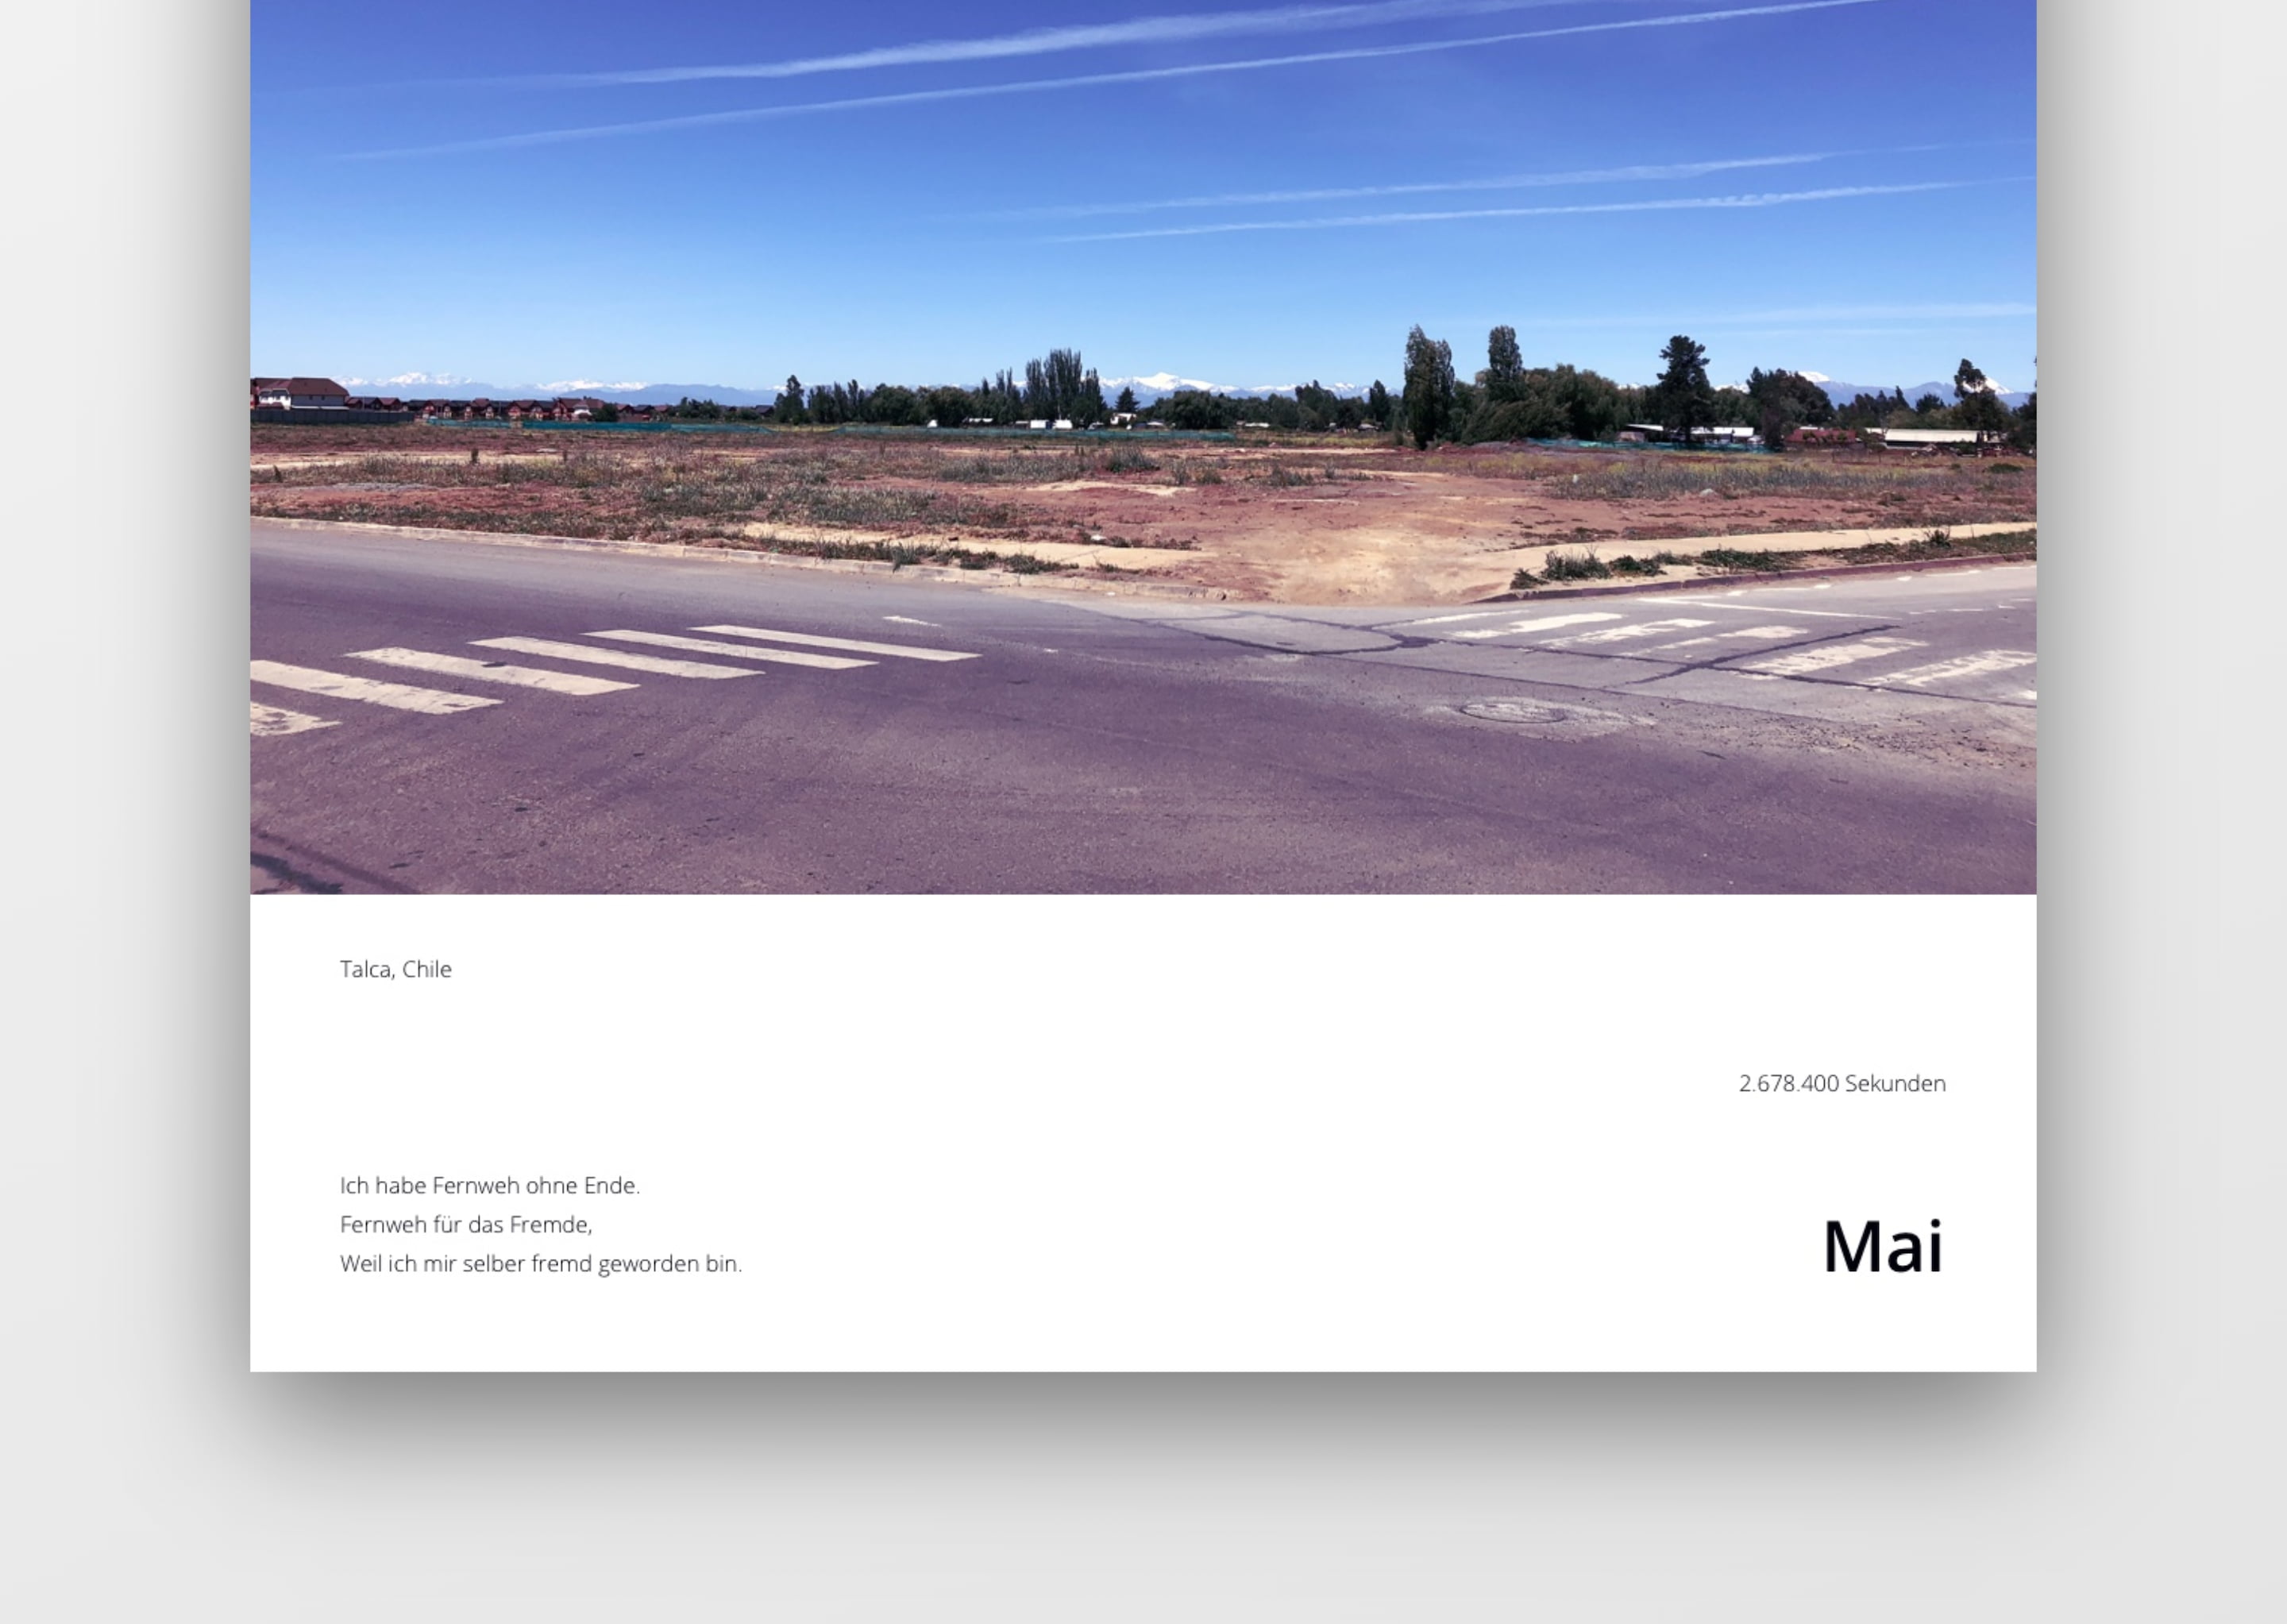 Talca, Chile
2.678.400 Sekunden
Ich habe Fernweh ohne Ende.
Fernweh für das Fremde,
Weil ich mir selber fremd geworden bin.
Mai